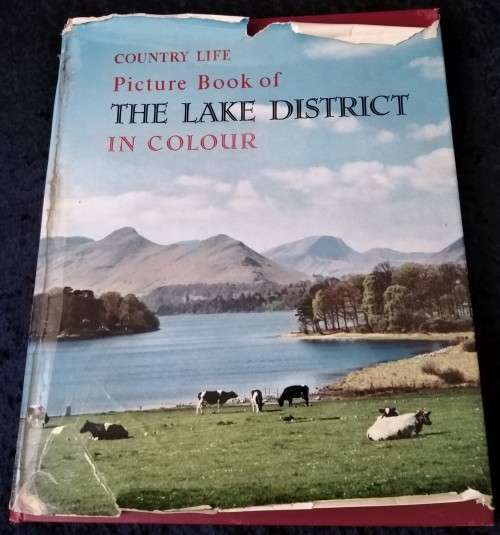 COUNTRY LIFE
Picture Book of
THE LAKE DISTRICT
IN COLOUR